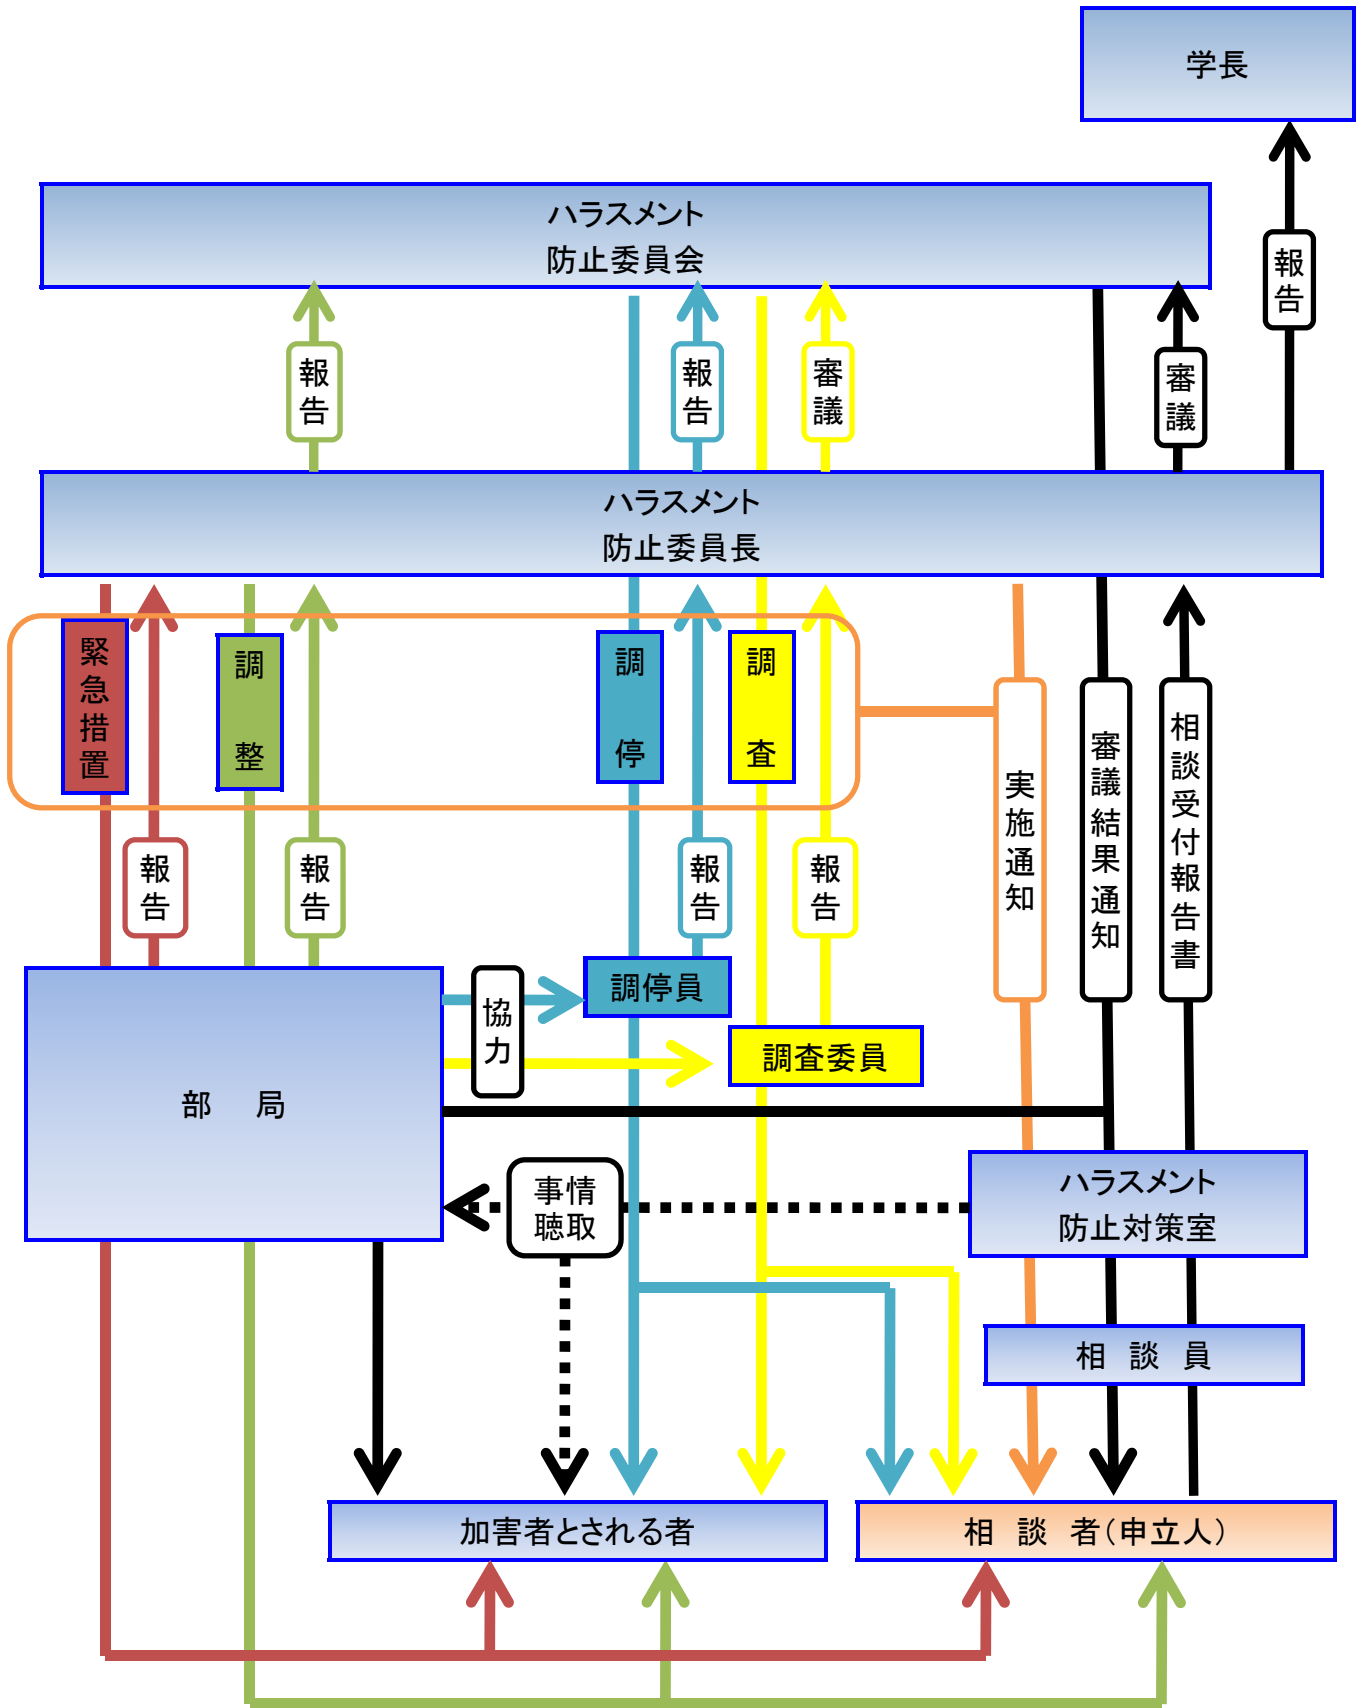 学長
ハラスメント
防止委員会
報告
報告
報告
審議
審議
ハラスメント
防止委員長
緊急措置
調整
調停
調査
実施通知
審議結果通知
相談受付報告書
報告
報告
報告
報告
協力
調停員
調査委員
部 局
事情
聴取
ハラスメント
防止対策室
相 談 員
加害者とされる者
相 談 者（申立人）